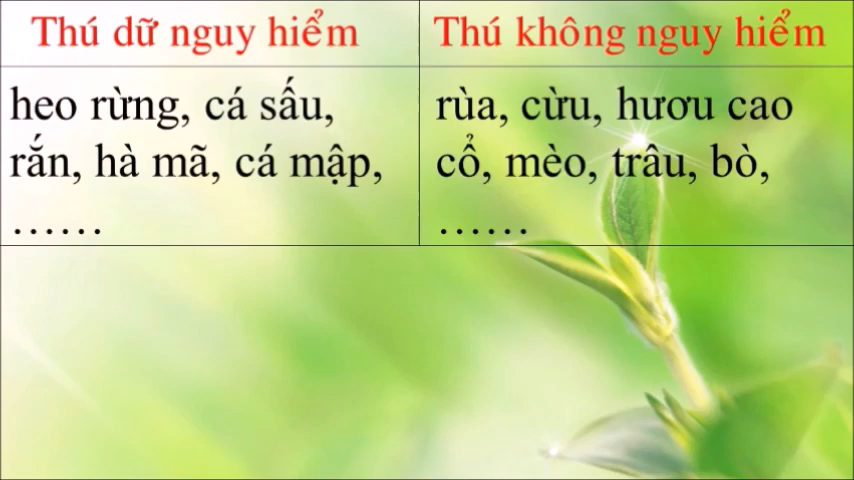 Thú dữ nguy hiểm
Thú không nguy hiểm
heo rừng, cá sấu,
rắn, hà mã, cá mập,
......
rùa, cừu, hươu cao
cổ, mèo, trâu, bò,
......